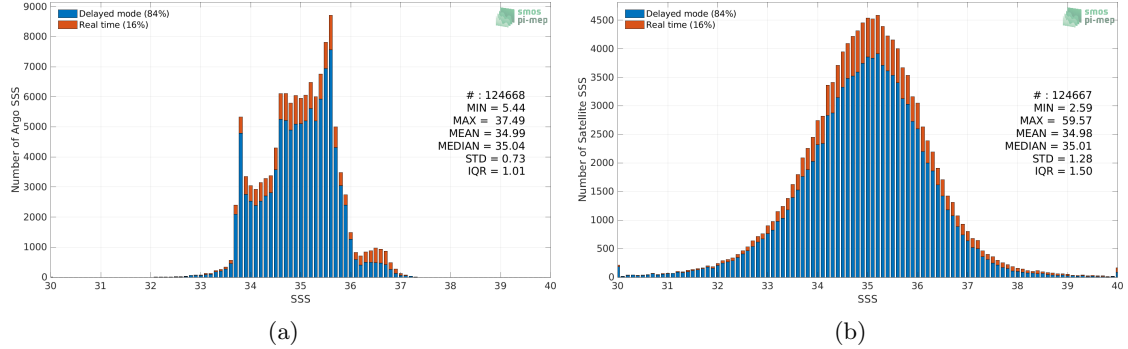 Delayed mode (84%)
Real time (16%)
smos
pi-mep
# : 124668
MIN = 5.44
MAX = 37.49
MEAN = 34.99
MEDIAN = 35.04
STD = 0.73
IQR = 1.01
Number of Argo SSS
9000
8000
7000
6000
5000
4000
3000
2000
1000
0
30 31 32 33 34 35 36 37 38 39 40
SSS
(a)
Delayed mode (84%)
Real time (16%)
smos
pi-mep
# : 124667
MIN = 2.59
MAX = 59.57
MEAN = 34.98
MEDIAN = 35.01
STD = 1.28
IQR = 1.50
Number of Satellite SSS
4500
4000
3500
3000
2500
2000
1500
1000
500
0
30 31 32 33 34 35 36 37 38 39 40
SSS
(b)